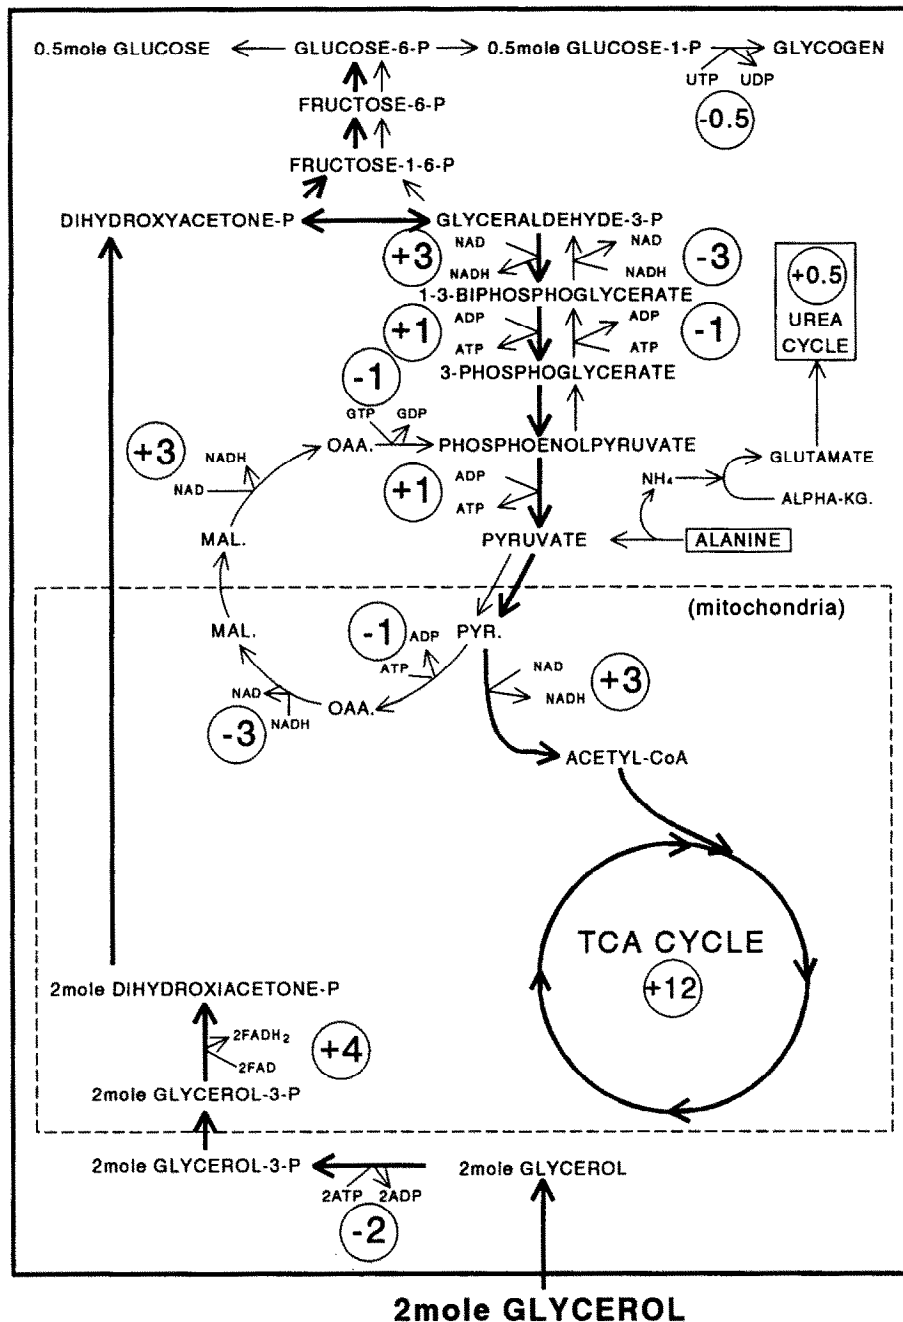 0.5mole GLUCOSE GLUCOSE-6-P 0.5mole GLUCOSE-1-P GLYCOGEN
UTP UDP
-0.5
FRUCTOSE-6-P
FRUCTOSE-1-6-P
DIHYDROXYACETONE-P GLYCERALDEHYDE-3-P
+3 NAD NADH NAD NADH -3
1-3-BIPHOSPHOGLYCERATE
+0.5
UREA
CYCLE
+1 ADP ATP ADP ATP -1
3-PHOSPHOGLYCERATE
-1
GTP GDP
OAA. PHOSPHOENOLPYRUVATE
+3 NADH NAD
GLUTAMATE
NH₄
ALPHA-KG.
+1 ADP ATP
MAL. PYRUVATE ALANINE
(mitochondria)
MAL. -1 ADP ATP PYR.
NAD NADH +3
NAD NADH -3
OAA.
ACETYL-CoA
TCA CYCLE
+12
2mole DIHYDROXIACETONE-P
2FADH₂
2FAD
+4
2mole GLYCEROL-3-P
2mole GLYCEROL-3-P 2mole GLYCEROL
2ATP 2ADP
-2
2mole GLYCEROL